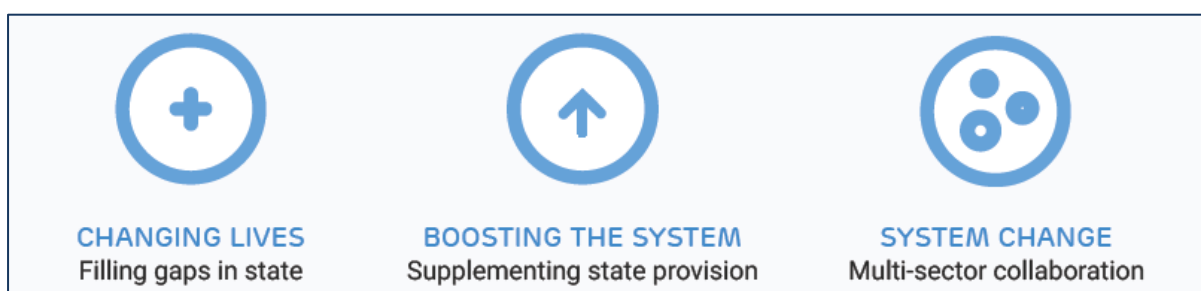 CHANGING LIVES
Filling gaps in state
BOOSTING THE SYSTEM
Supplementing state provision
SYSTEM CHANGE
Multi-sector collaboration